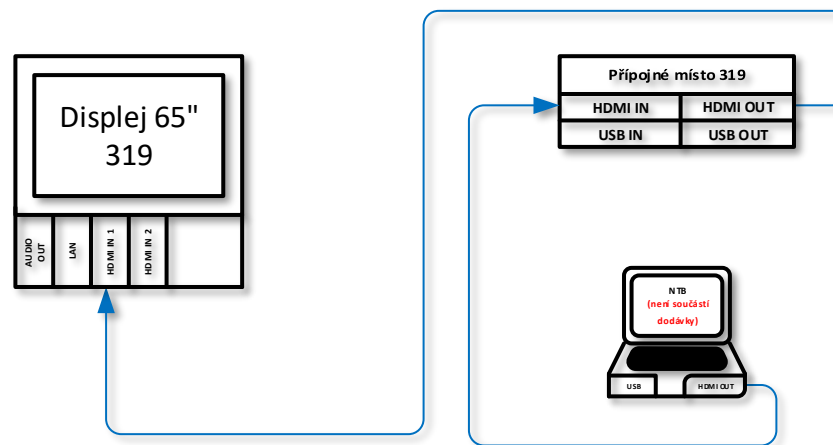 Displej 65"
319
AUDIO
OUT
LAN
HDMI IN 1
HDMI IN 2
Přípojné místo 319
HDMI IN
HDMI OUT
USB IN
USB OUT
NTB
(není součástí
dodávky)
USB
HDMI OUT